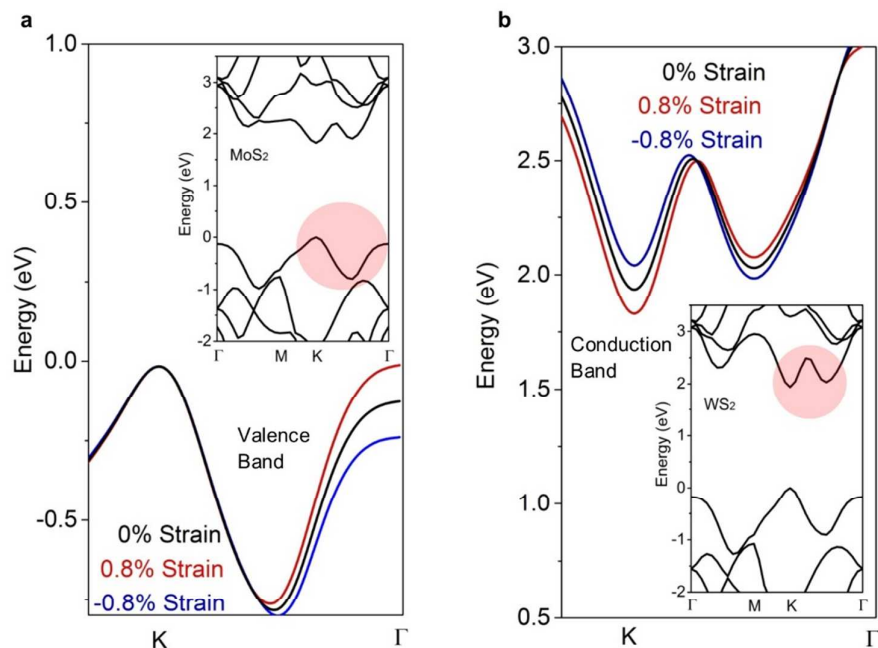 a
1.0
0.5
0.0
-0.5
Energy (eV)
K
Γ
Valence
Band
0% Strain
0.8% Strain
-0.8% Strain
MoS₂
Energy (eV)
3
2
1
0
-1
-2
Γ
M
K
Γ
b
3.0
2.5
2.0
1.5
1.0
0.5
Energy (eV)
K
Γ
0% Strain
0.8% Strain
-0.8% Strain
Conduction
Band
WS₂
Energy (eV)
3
2
1
0
-1
-2
Γ
M
K
Γ